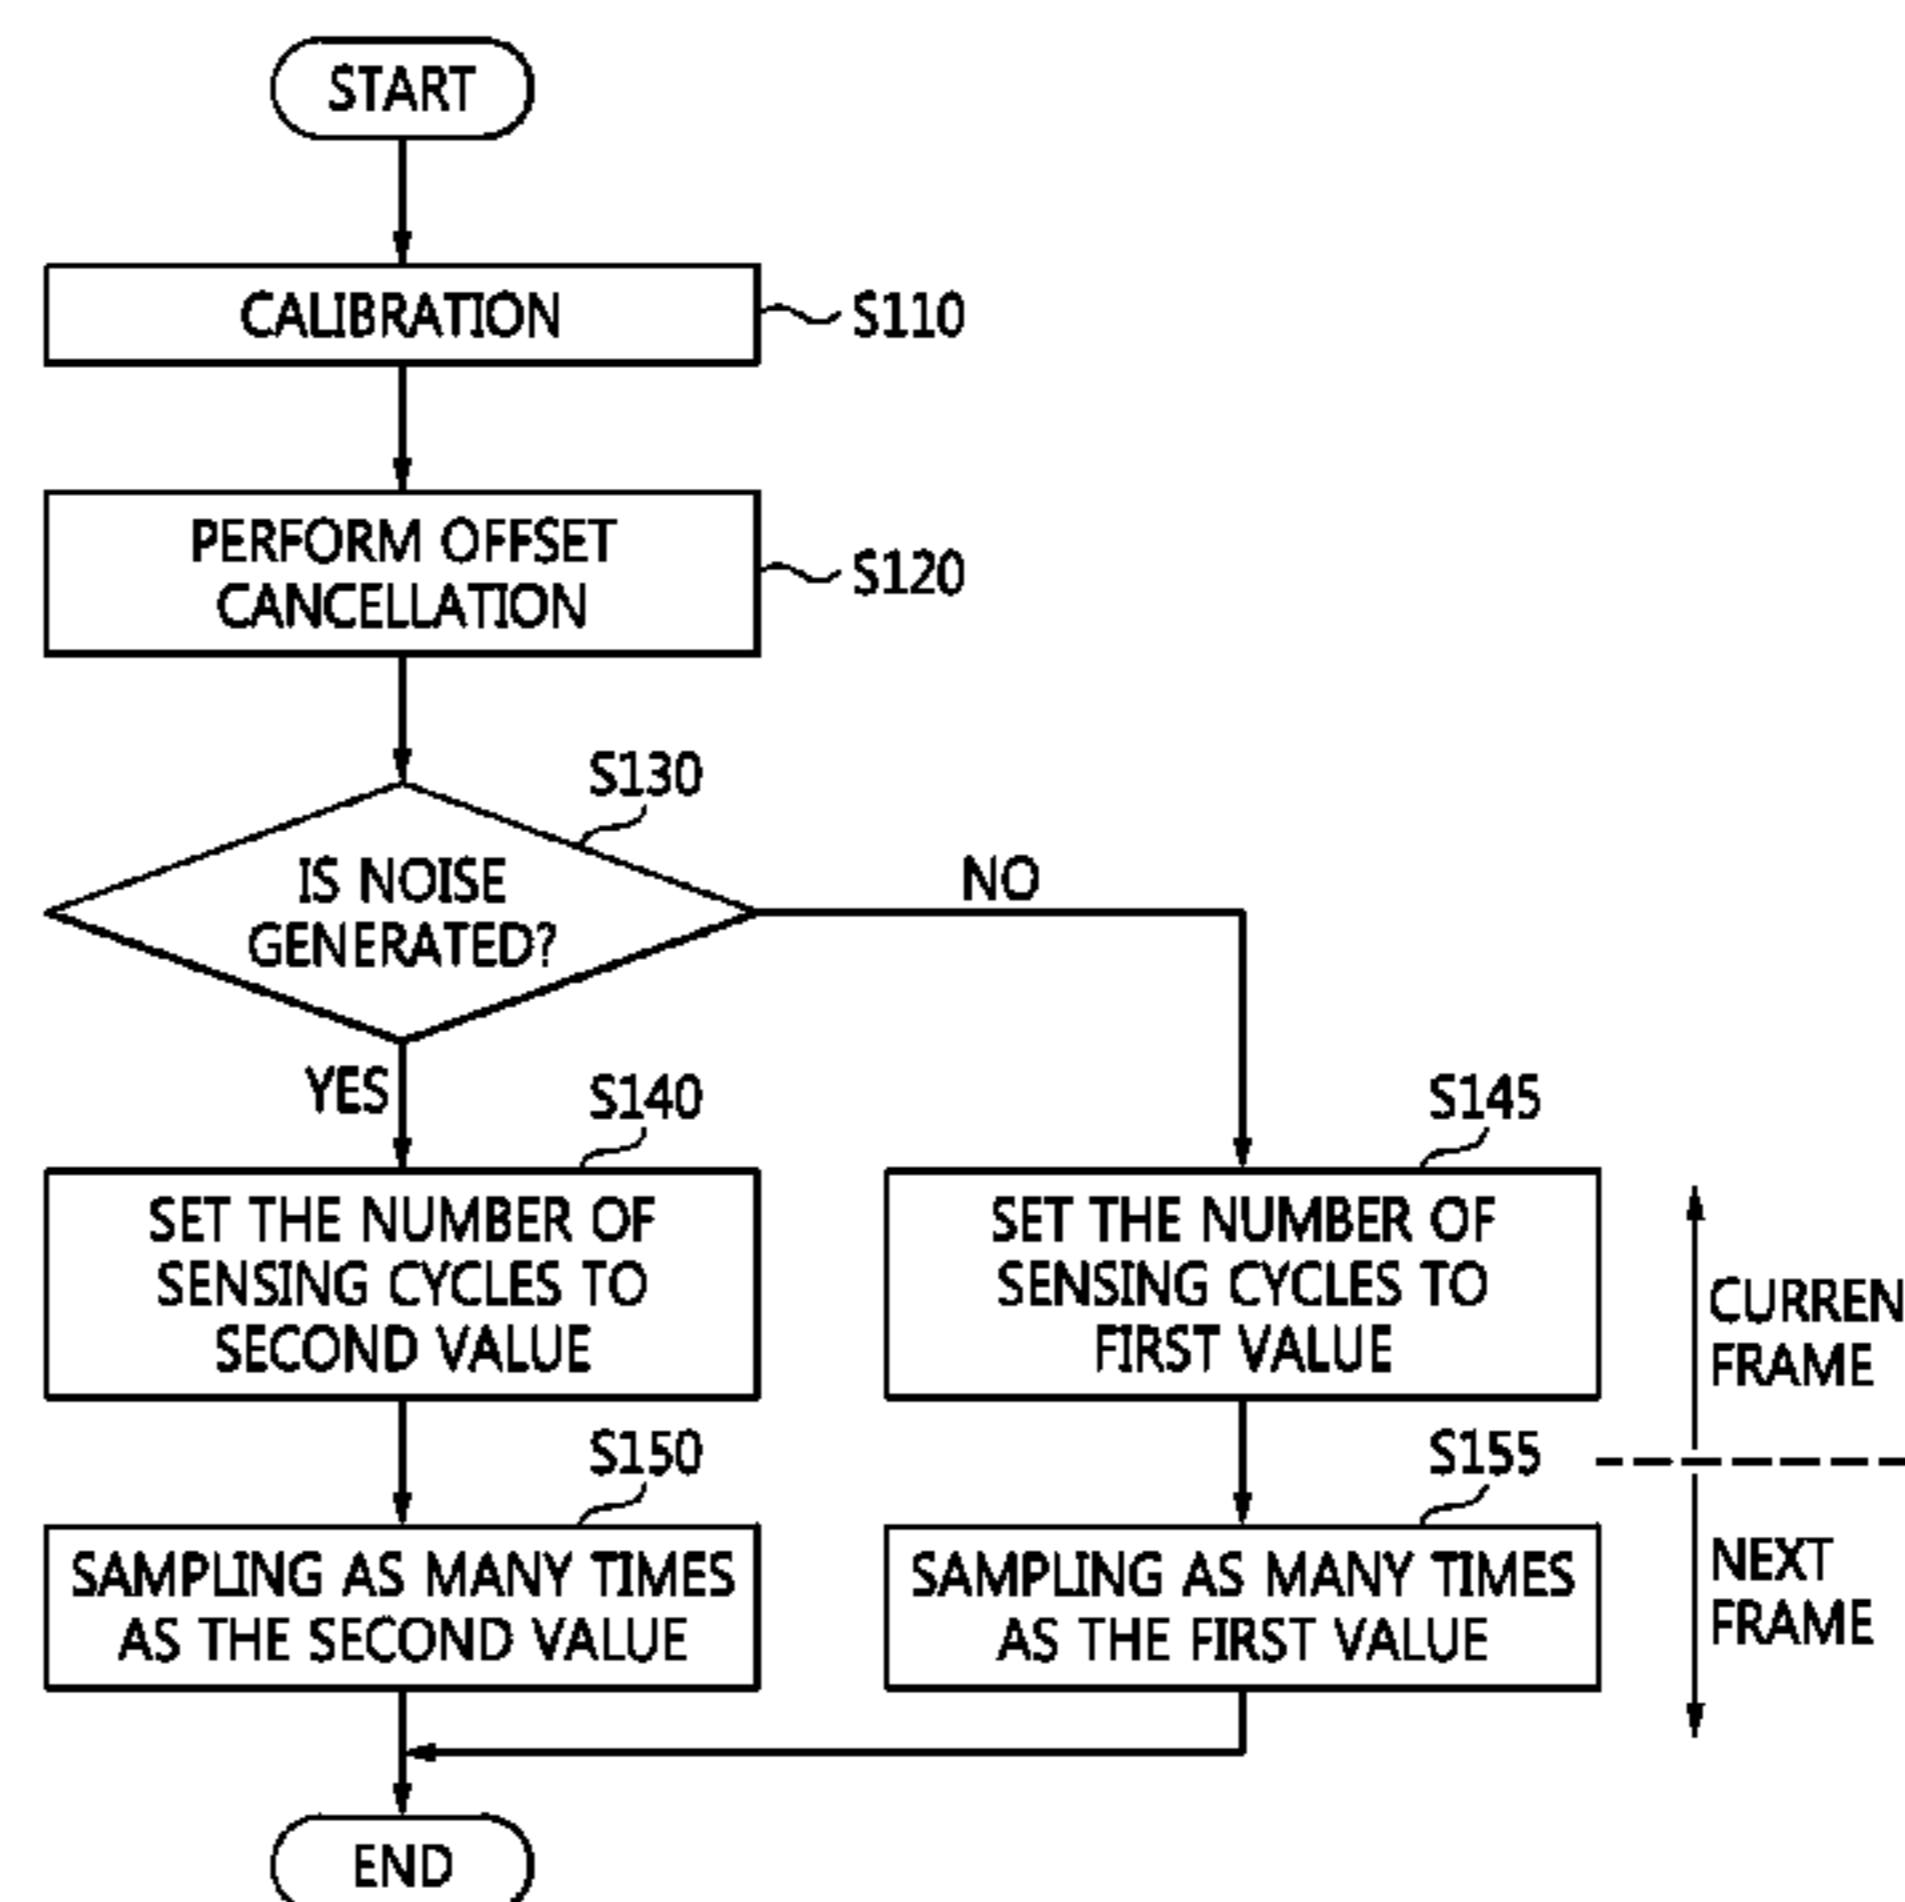 START
CALIBRATION
S110
PERFORM OFFSET
CANCELLATION
S120
S130
IS NOISE
GENERATED?
NO
YES
S140
S145
SET THE NUMBER OF
SENSING CYCLES TO
SECOND VALUE
SET THE NUMBER OF
SENSING CYCLES TO
FIRST VALUE
CURREN
FRAME
S150
S155
SAMPLING AS MANY TIMES
AS THE SECOND VALUE
SAMPLING AS MANY TIMES
AS THE FIRST VALUE
NEXT
FRAME
END